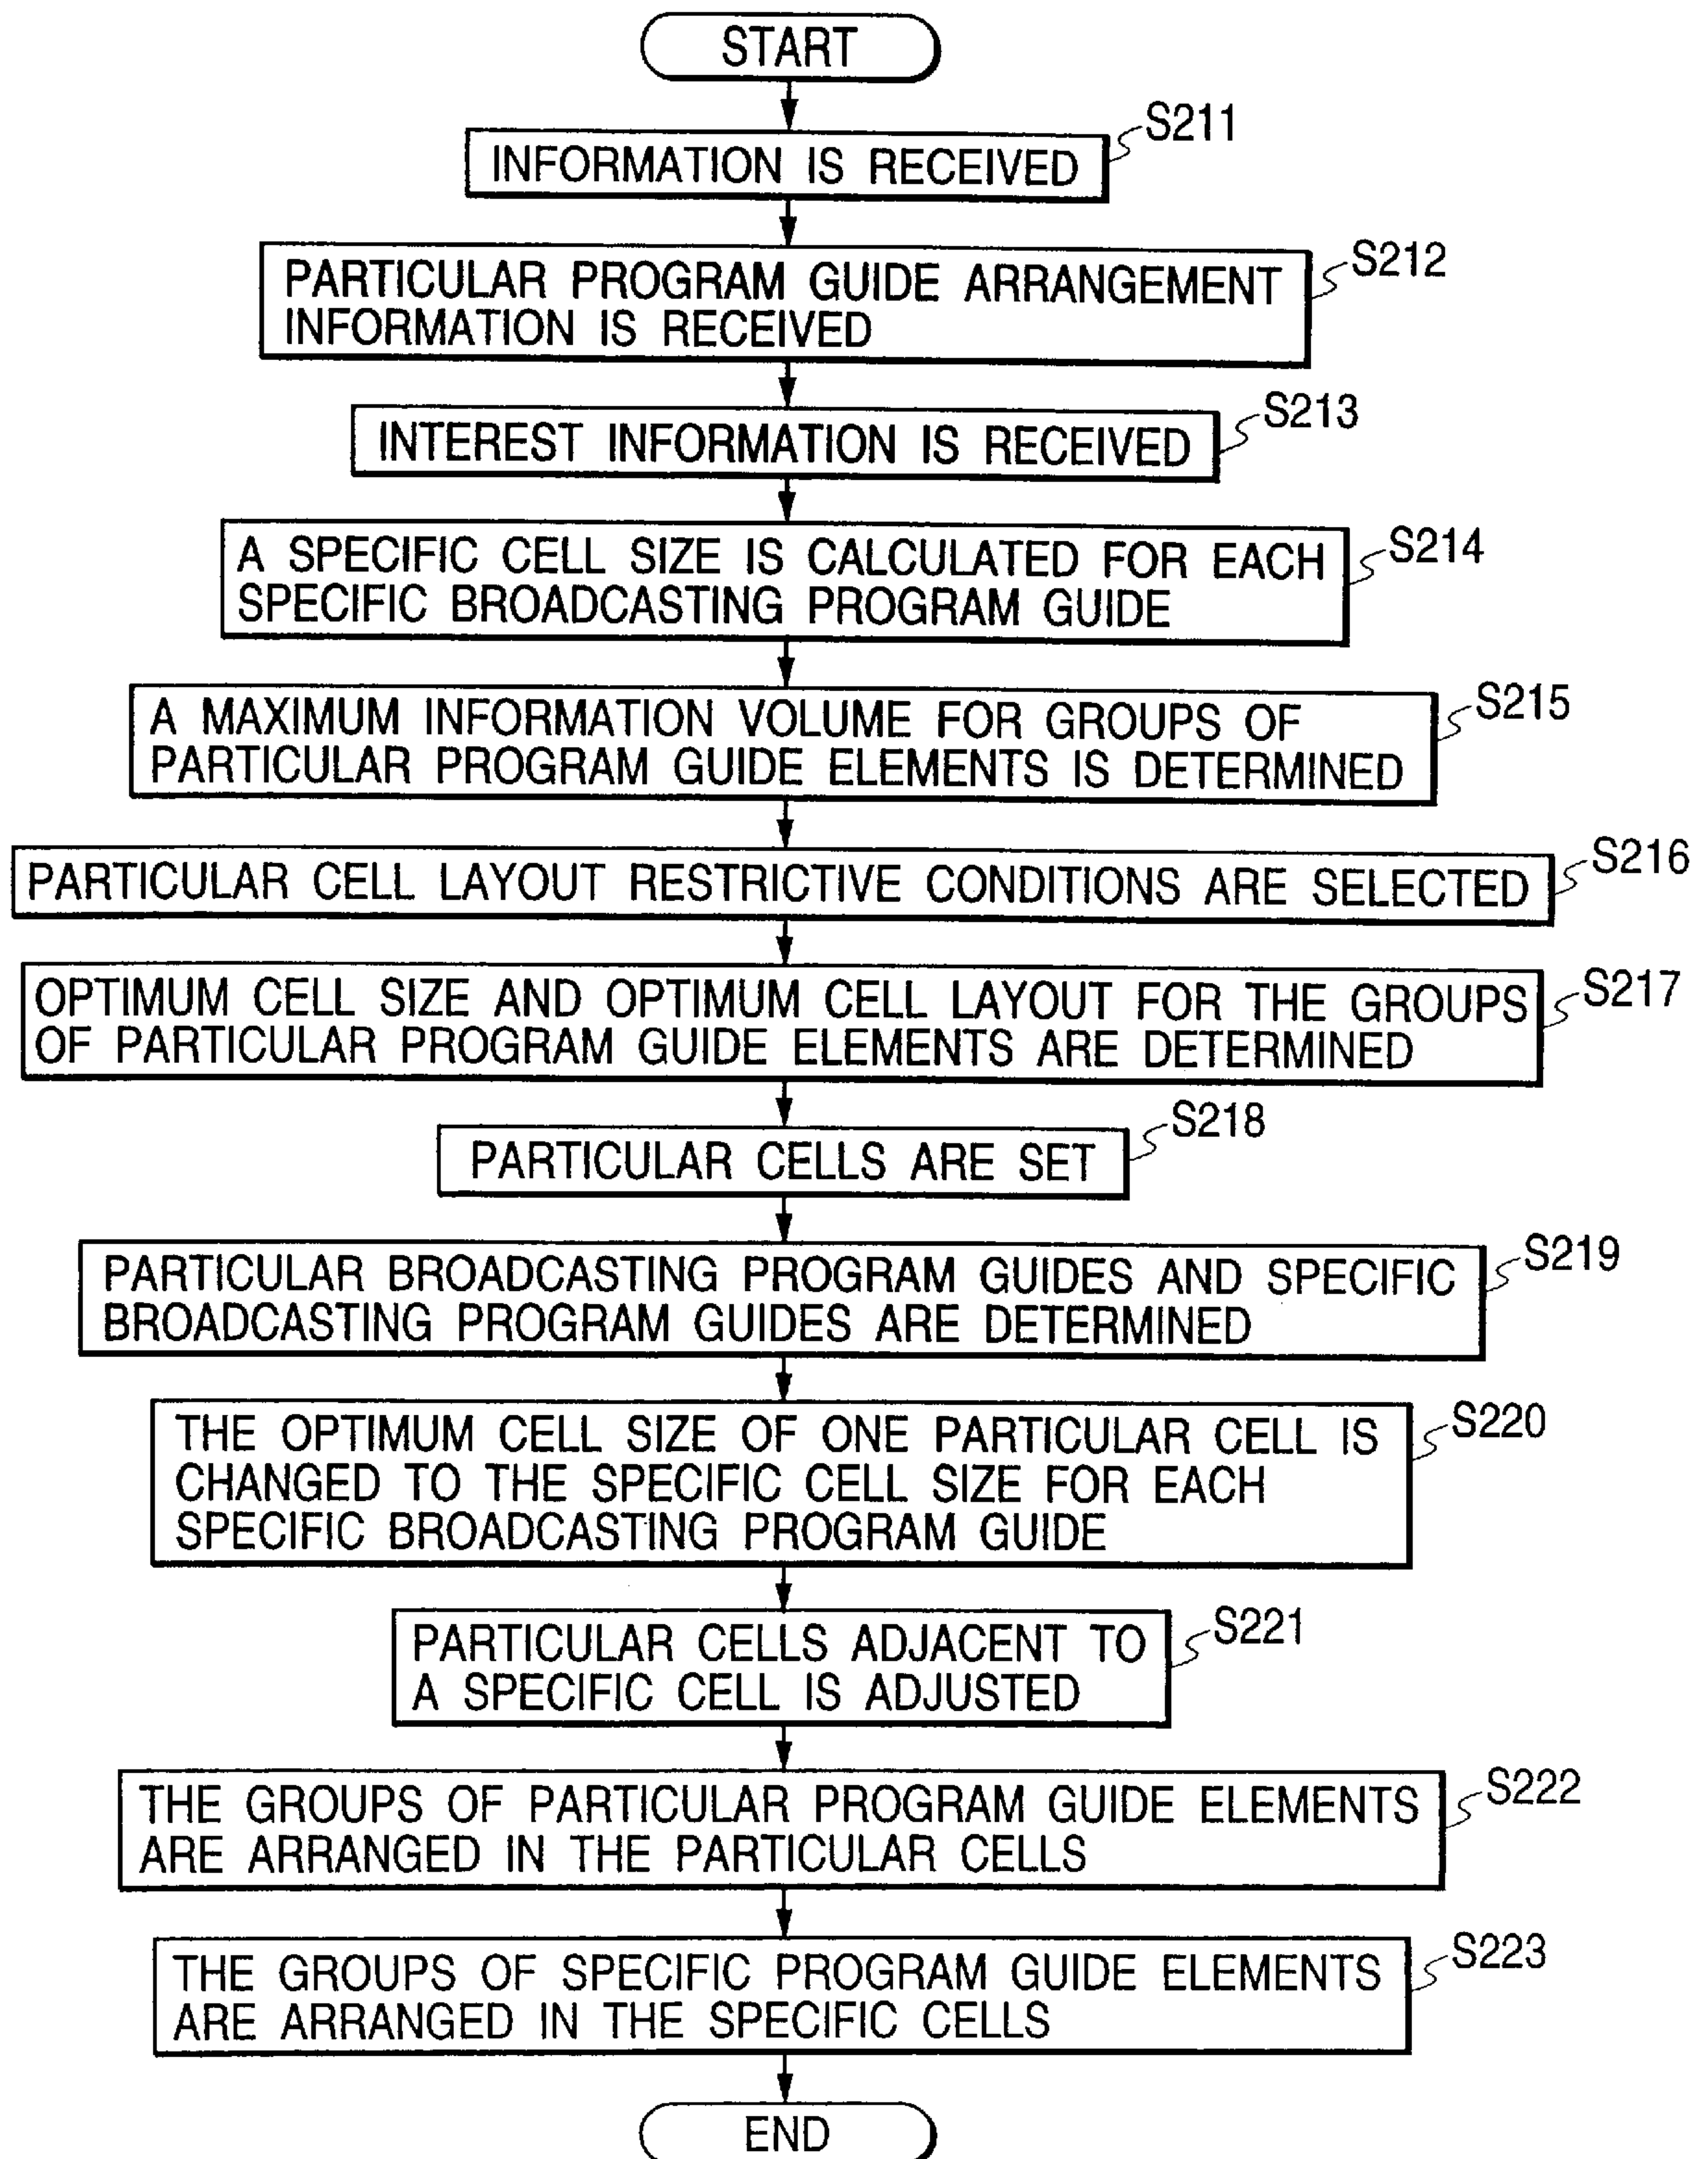 START
S211
INFORMATION IS RECEIVED
S212
PARTICULAR PROGRAM GUIDE ARRANGEMENT
INFORMATION IS RECEIVED
S213
INTEREST INFORMATION IS RECEIVED
S214
A SPECIFIC CELL SIZE IS CALCULATED FOR EACH
SPECIFIC BROADCASTING PROGRAM GUIDE
S215
A MAXIMUM INFORMATION VOLUME FOR GROUPS OF
PARTICULAR PROGRAM GUIDE ELEMENTS IS DETERMINED
S216
PARTICULAR CELL LAYOUT RESTRICTIVE CONDITIONS ARE SELECTED
S217
OPTIMUM CELL SIZE AND OPTIMUM CELL LAYOUT FOR THE GROUPS
OF PARTICULAR PROGRAM GUIDE ELEMENTS ARE DETERMINED
S218
PARTICULAR CELLS ARE SET
S219
PARTICULAR BROADCASTING PROGRAM GUIDES AND SPECIFIC
BROADCASTING PROGRAM GUIDES ARE DETERMINED
S220
THE OPTIMUM CELL SIZE OF ONE PARTICULAR CELL IS
CHANGED TO THE SPECIFIC CELL SIZE FOR EACH
SPECIFIC BROADCASTING PROGRAM GUIDE
S221
PARTICULAR CELLS ADJACENT TO
A SPECIFIC CELL IS ADJUSTED
S222
THE GROUPS OF PARTICULAR PROGRAM GUIDE ELEMENTS
ARE ARRANGED IN THE PARTICULAR CELLS
S223
THE GROUPS OF SPECIFIC PROGRAM GUIDE ELEMENTS
ARE ARRANGED IN THE SPECIFIC CELLS
END